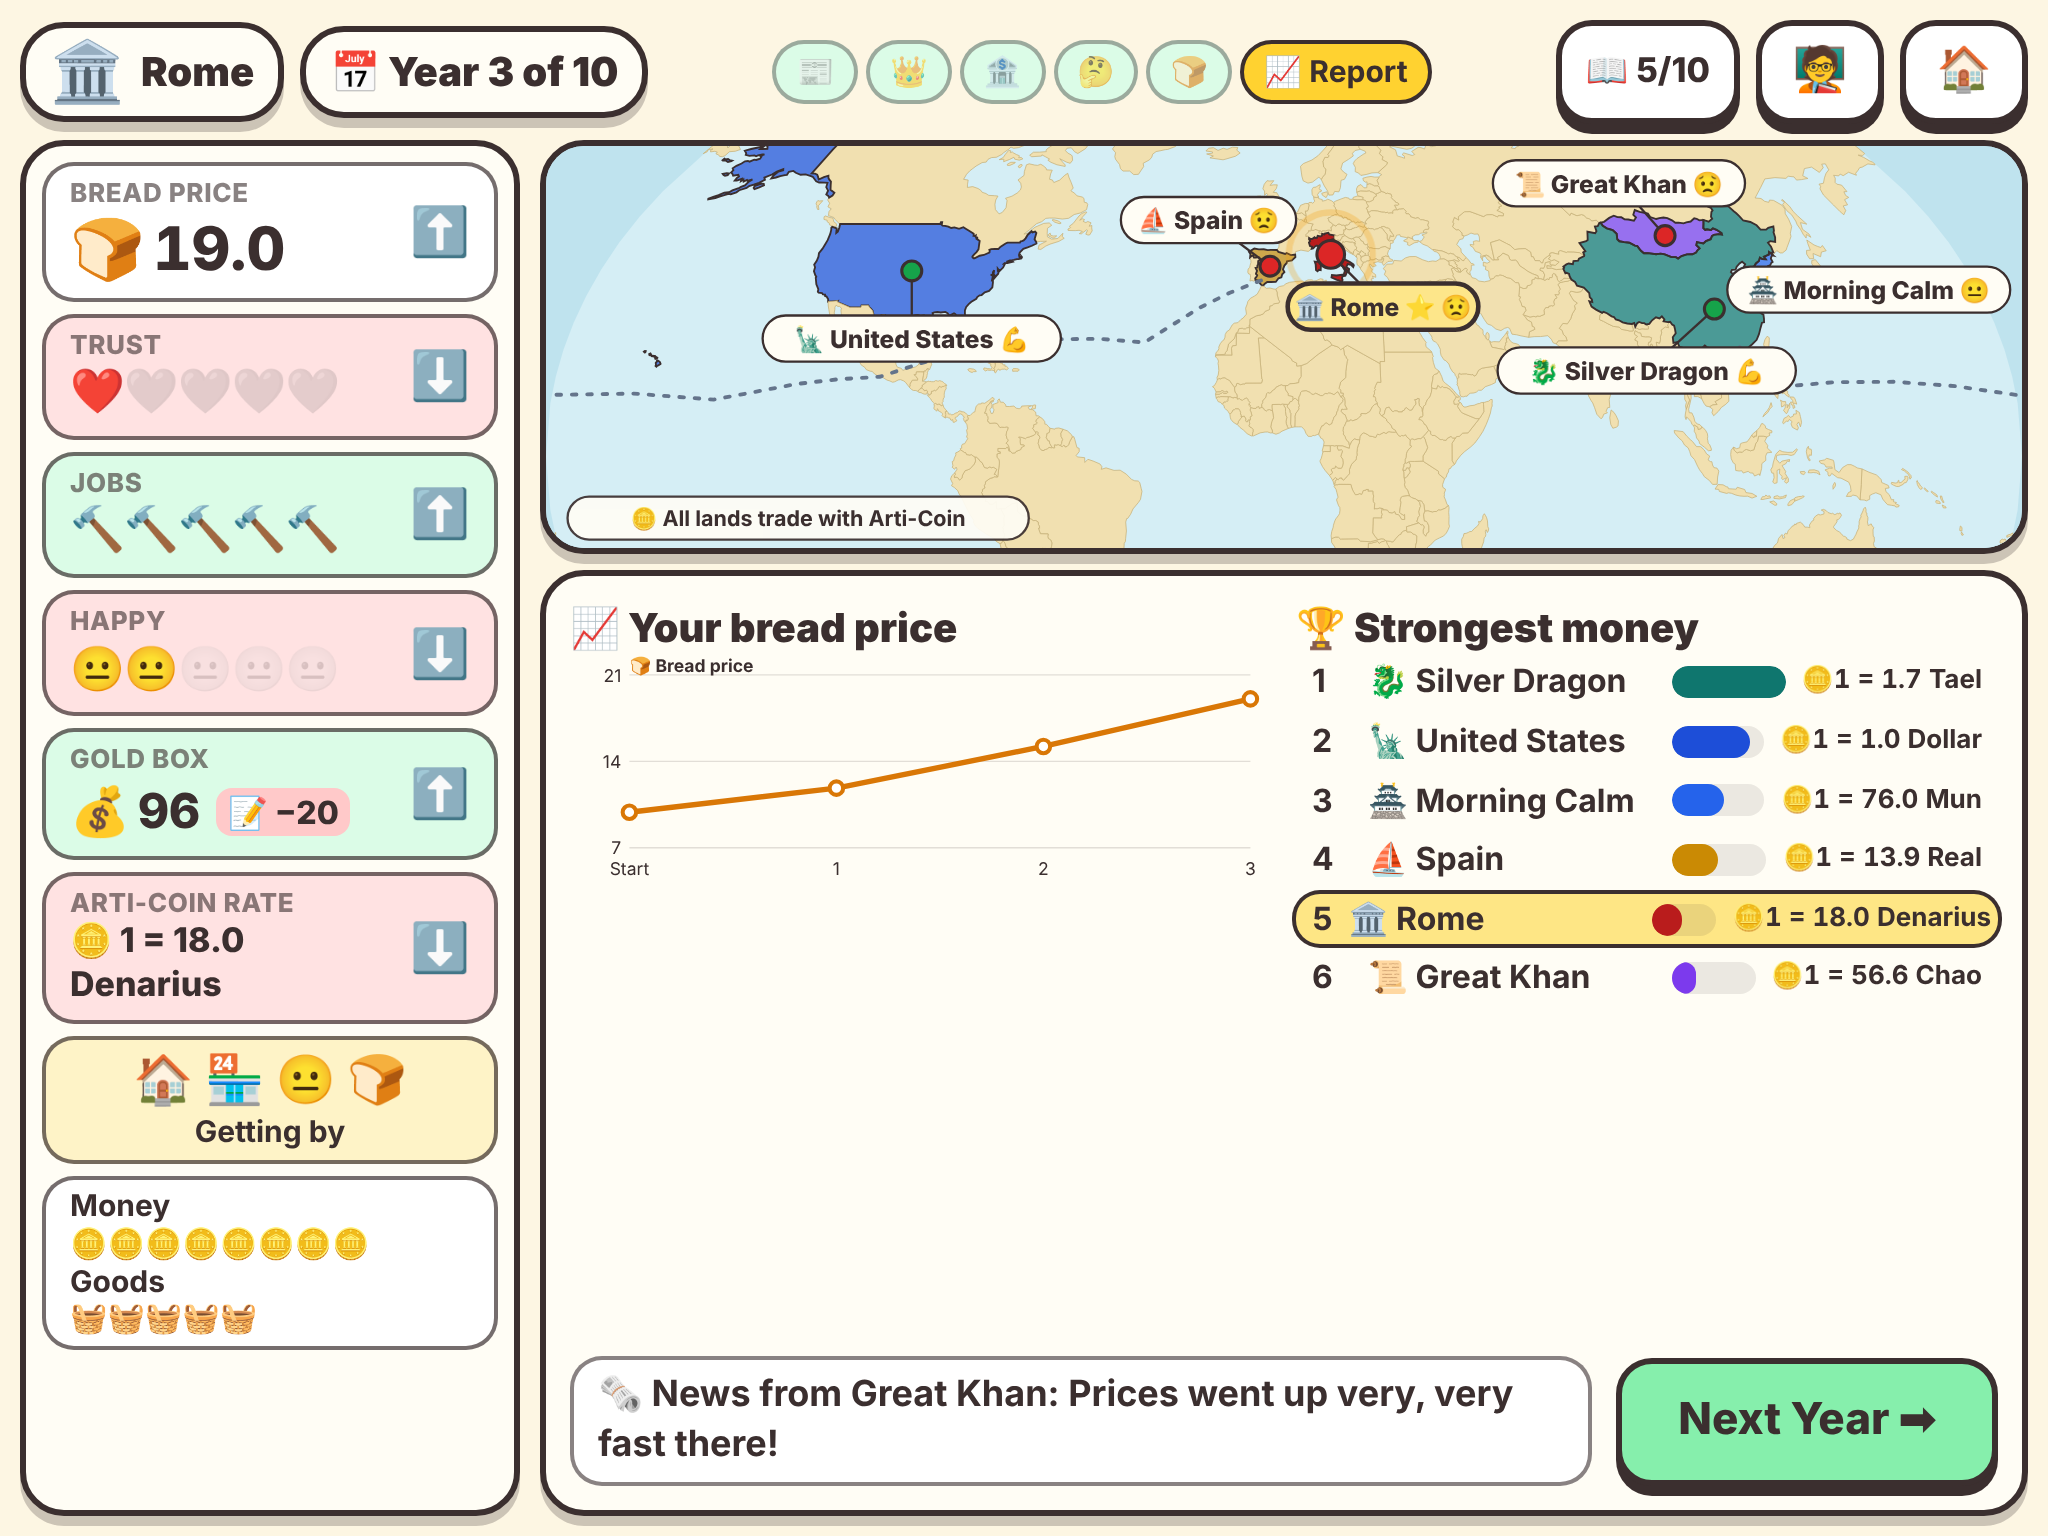 Rome
July 17 Year 3 of 10
Report
5/10
BREAD PRICE
19.0
TRUST
JOBS
HAPPY
GOLD BOX
96 −20
ARTI-COIN RATE
1 = 18.0
Denarius
24
Getting by
Money
Goods
Great Khan
Spain
Rome
Morning Calm
United States
Silver Dragon
All lands trade with Arti-Coin
Your bread price
Bread price
21
14
7
Start 1 2 3
Strongest money
1 Silver Dragon 1 = 1.7 Tael
2 United States 1 = 1.0 Dollar
3 Morning Calm 1 = 76.0 Mun
4 Spain 1 = 13.9 Real
5 Rome 1 = 18.0 Denarius
6 Great Khan 1 = 56.6 Chao
News from Great Khan: Prices went up very, very
fast there!
Next Year